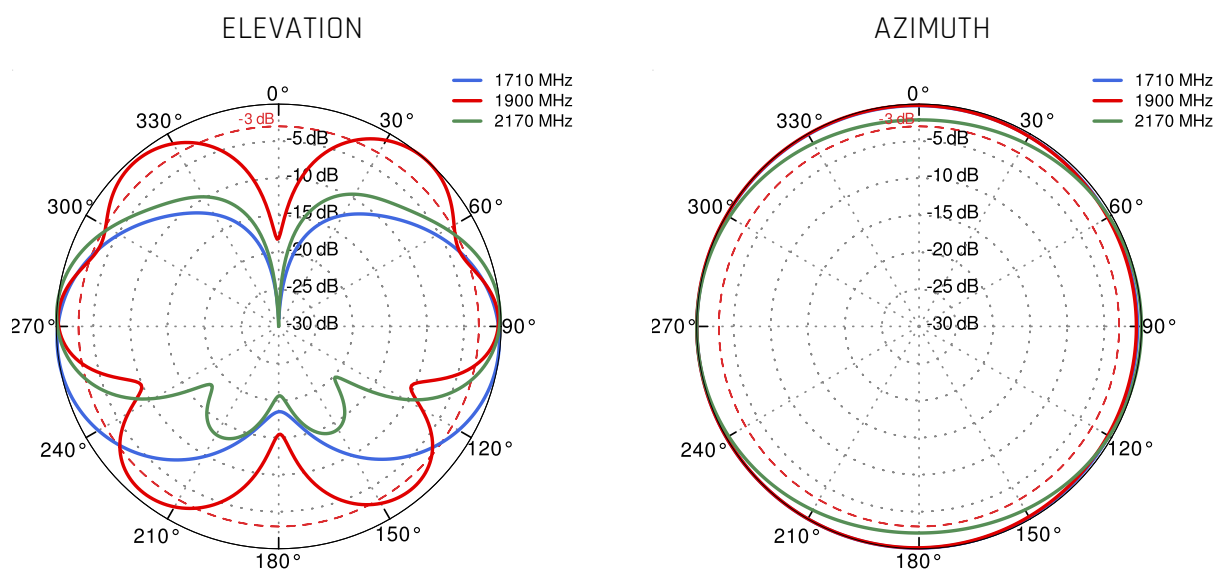 ELEVATION
1710 MHz
1900 MHz
2170 MHz
0°
-3 dB
330°
30°
-5 dB
-10 dB
300°
-15 dB
60°
-20 dB
-25 dB
270°
-30 dB
90°
240°
120°
210°
150°
180°
AZIMUTH
1710 MHz
1900 MHz
2170 MHz
0°
-3 dB
330°
30°
-5 dB
-10 dB
300°
-15 dB
60°
-20 dB
-25 dB
270°
-30 dB
90°
240°
120°
210°
150°
180°